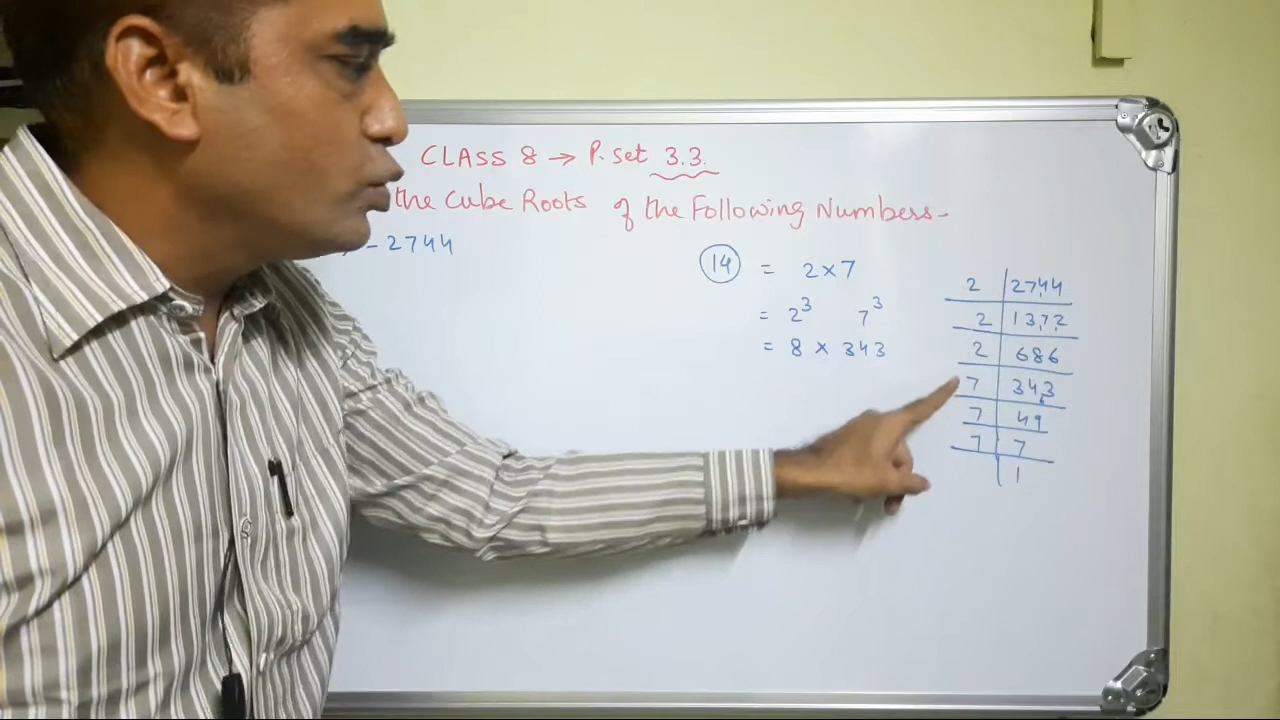 CLASS 8 → P. Set 3.3.
the Cube Roots of the Following Numbers-
, - 2744
14 = 2 × 7
= 2³ 7³
= 8 × 343
2 | 2744
2 | 1372
2 | 686
7 | 343
7 | 49
7 | 7
| 1